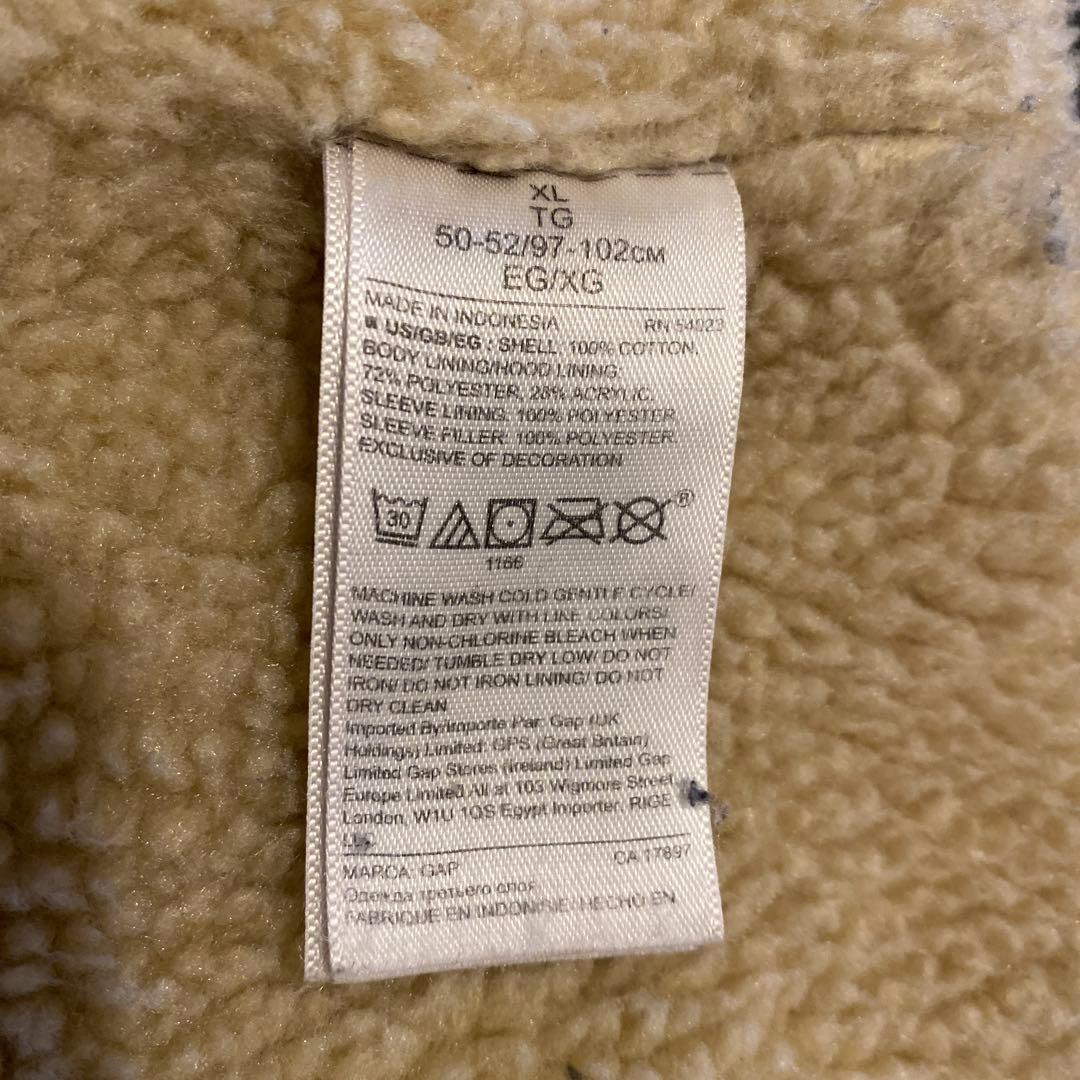 XL
TG
50-52/97-102CM
EG/XG
MADE IN INDONESIA RN 54023
■ US/GB/EG : SHELL, 100% COTTON.
BODY LINING/HOOD LINING
72% POLYESTER, 28% ACRYLIC.
SLEEVE LINING, 100% POLYESTER
SLEEVE FILLER, 100% POLYESTER.
EXCLUSIVE OF DECORATION
30 ®
1166
MACHINE WASH COLD GENTLE CYCLE/
WASH AND DRY WITH LIKE COLORS/
ONLY NON-CHLORINE BLEACH WHEN
NEEDED/ TUMBLE DRY LOW/ DO NOT
IRON/ DO NOT IRON LINING/ DO NOT
DRY CLEAN
Imported By/Importe Par: Gap (UK
Holdings) Limited: GPS (Great Britain)
Limited Gap Stores (Ireland) Limited Gap
Europe Limited All at 103 Wigmore Street
London, W1U 1QS Egypt Importer, RIGE
MARCA: GAP CA 17897
Одежда третьего слоя
FABRIQUE EN INDONESIE/ HECHO EN